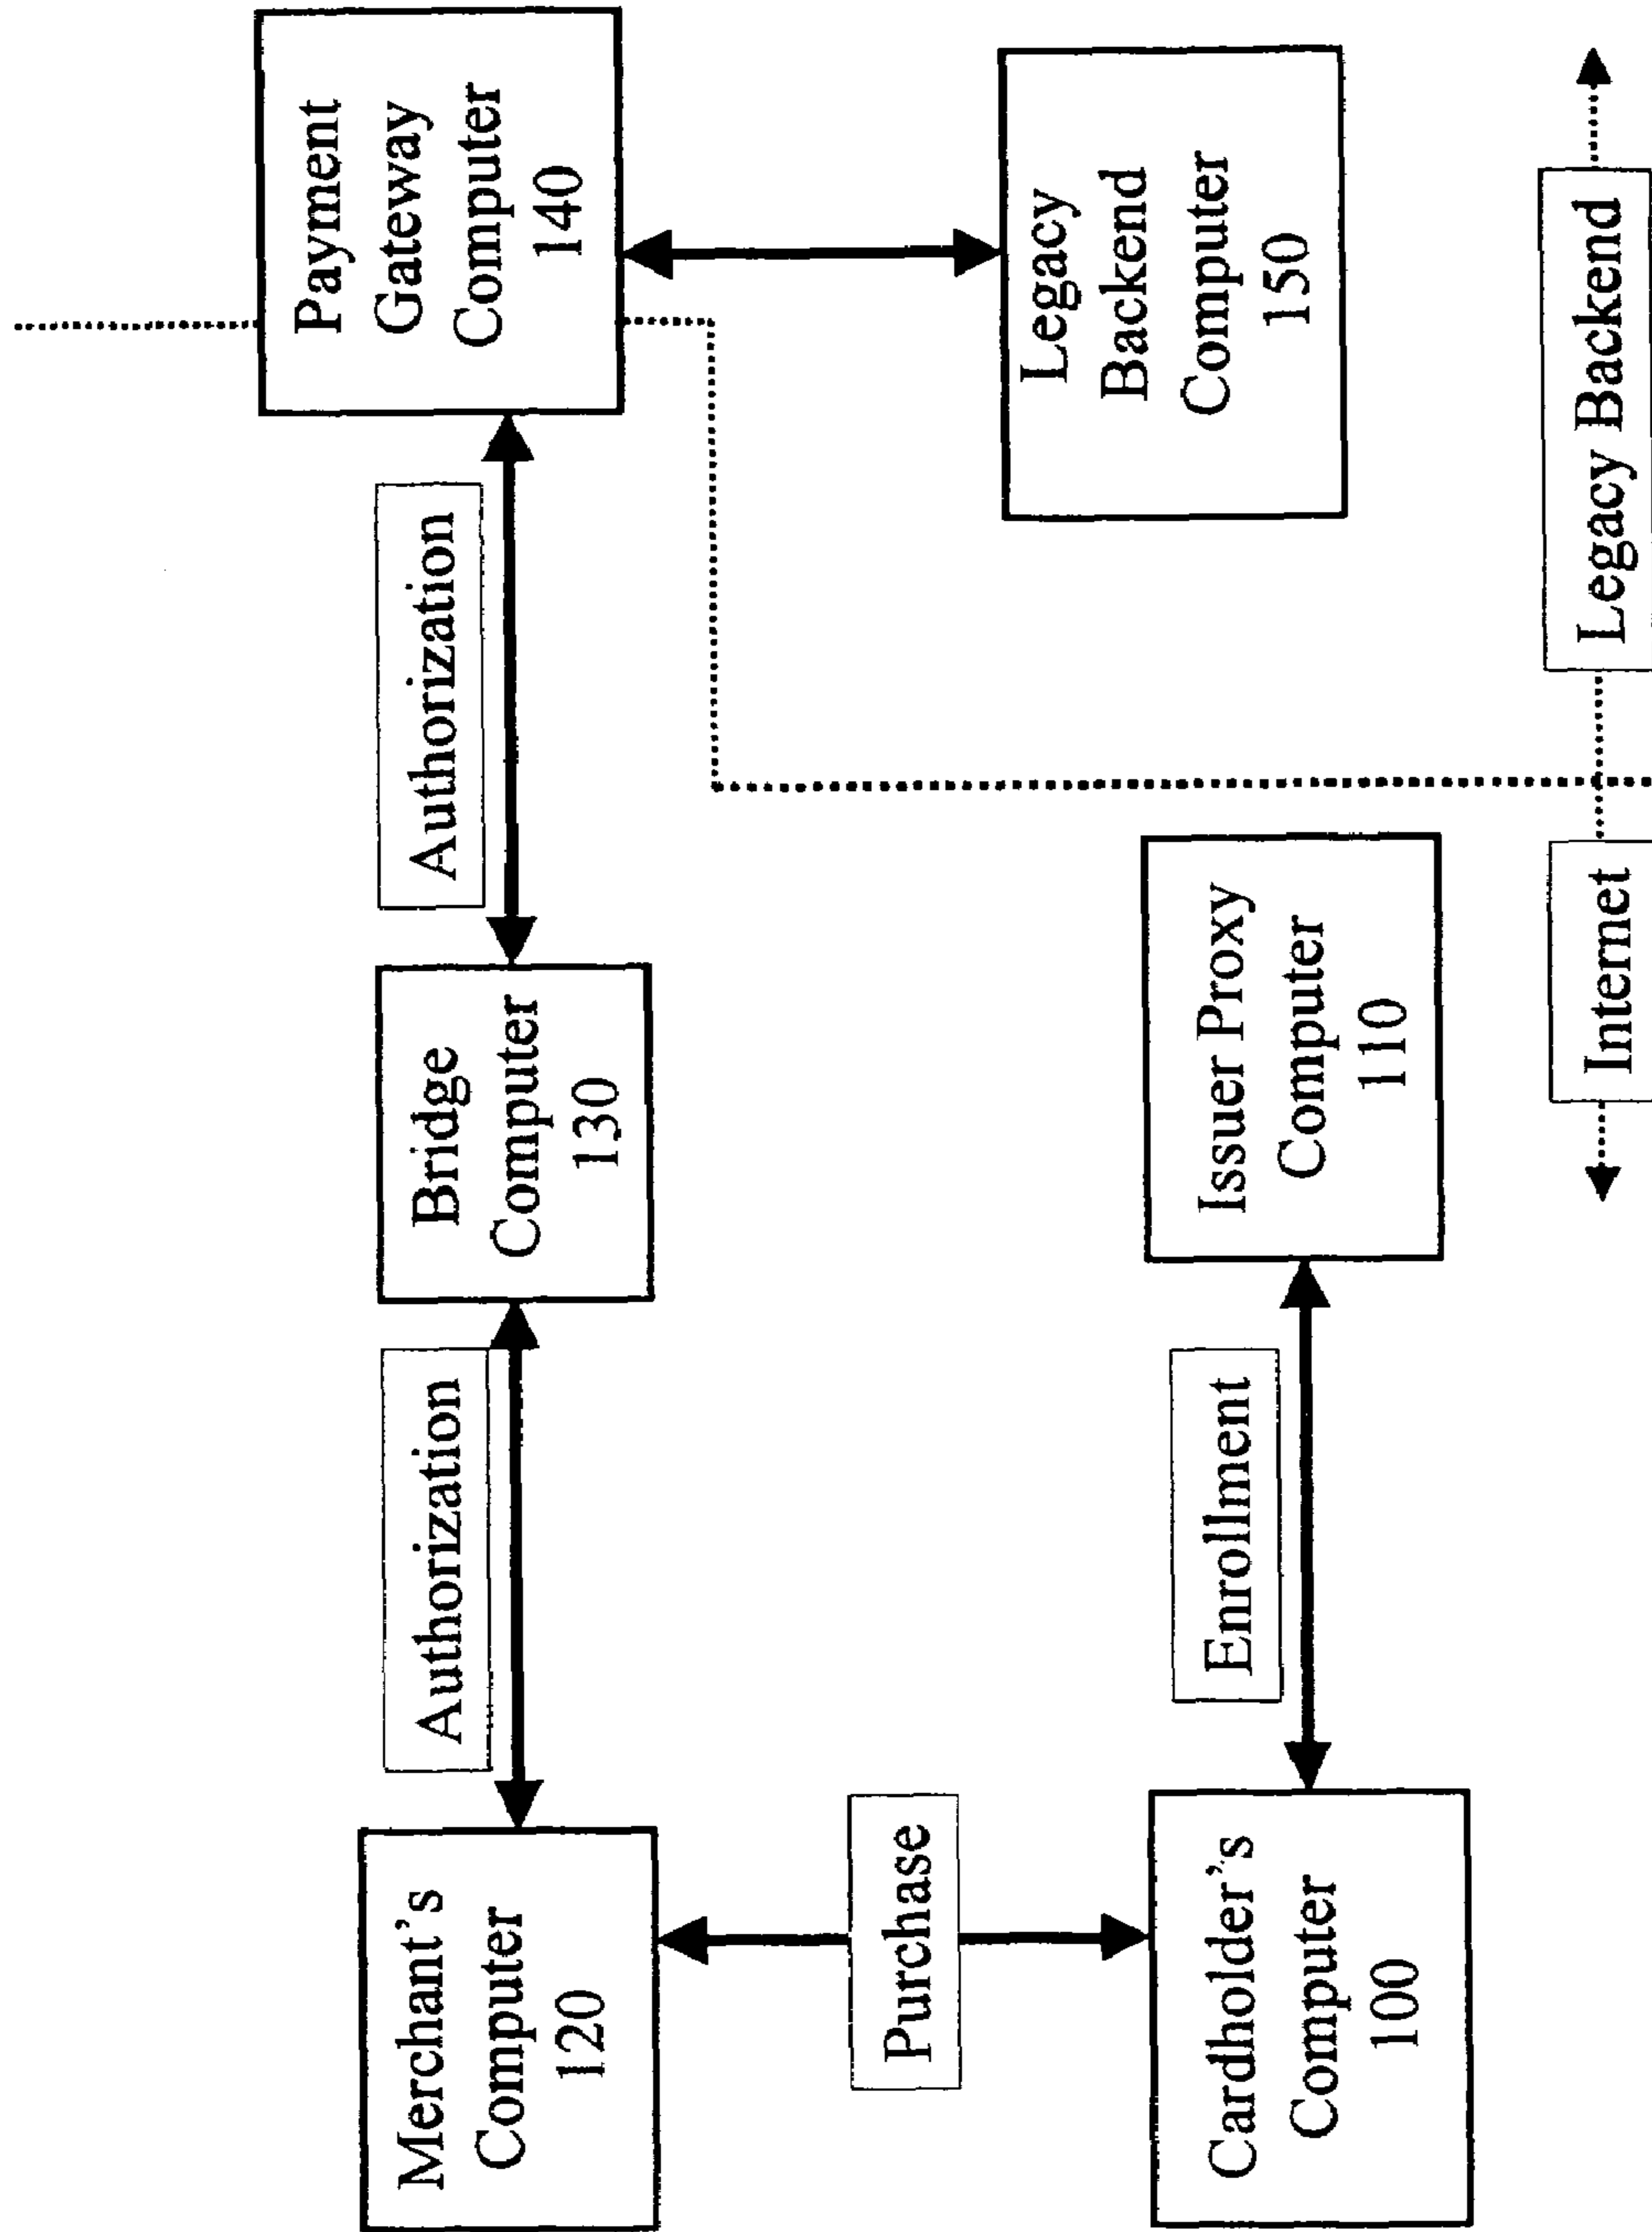 Merchant's
Computer
120
Authorization
Bridge
Computer
130
Authorization
Payment
Gateway
Computer
140
Purchase
Cardholder's
Computer
100
Enrollment
Issuer Proxy
Computer
110
Legacy
Backend
Computer
150
Internet
Legacy Backend